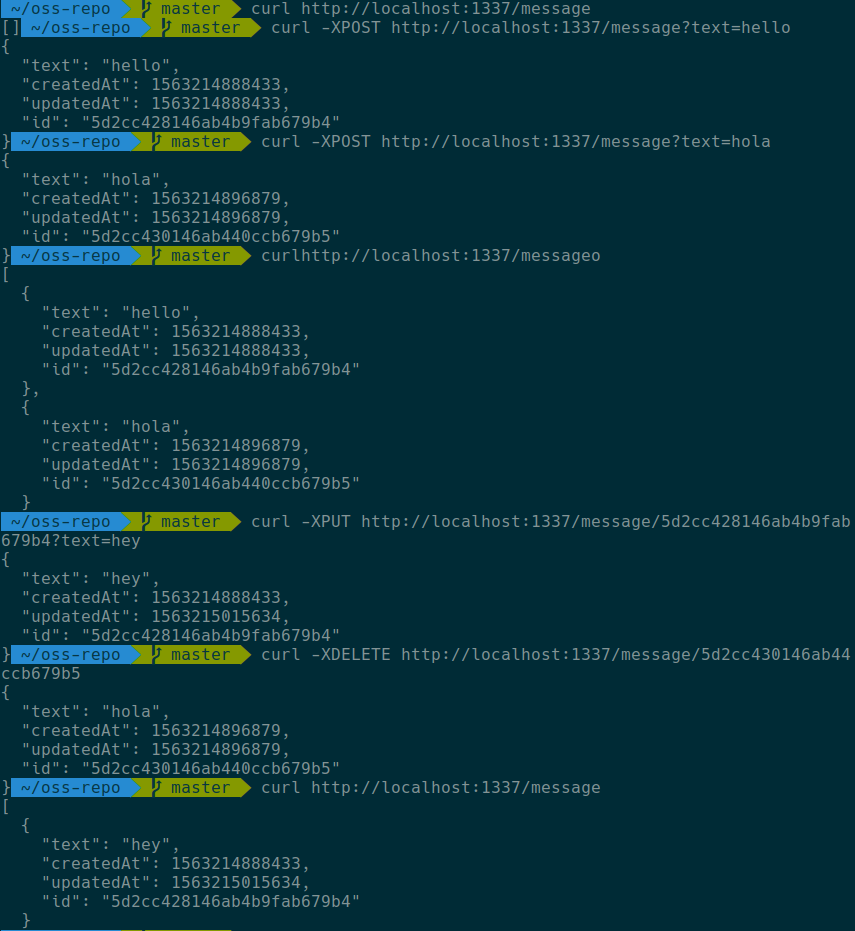 ~/oss-repo master curl http://localhost:1337/message
[] ~/oss-repo master curl -XPOST http://localhost:1337/message?text=hello
{
"text": "hello",
"createdAt": 1563214888433,
"updatedAt": 1563214888433,
"id": "5d2cc428146ab4b9fab679b4"
} ~/oss-repo master curl -XPOST http://localhost:1337/message?text=hola
{
"text": "hola",
"createdAt": 1563214896879,
"updatedAt": 1563214896879,
"id": "5d2cc430146ab440ccb679b5"
} ~/oss-repo master curlhttp://localhost:1337/messageo
[
{
"text": "hello",
"createdAt": 1563214888433,
"updatedAt": 1563214888433,
"id": "5d2cc428146ab4b9fab679b4"
},
{
"text": "hola",
"createdAt": 1563214896879,
"updatedAt": 1563214896879,
"id": "5d2cc430146ab440ccb679b5"
}
~/oss-repo master curl -XPUT http://localhost:1337/message/5d2cc428146ab4b9fab
679b4?text=hey
{
"text": "hey",
"createdAt": 1563214888433,
"updatedAt": 1563215015634,
"id": "5d2cc428146ab4b9fab679b4"
} ~/oss-repo master curl -XDELETE http://localhost:1337/message/5d2cc430146ab44
ccb679b5
{
"text": "hola",
"createdAt": 1563214896879,
"updatedAt": 1563214896879,
"id": "5d2cc430146ab440ccb679b5"
} ~/oss-repo master curl http://localhost:1337/message
[
{
"text": "hey",
"createdAt": 1563214888433,
"updatedAt": 1563215015634,
"id": "5d2cc428146ab4b9fab679b4"
}